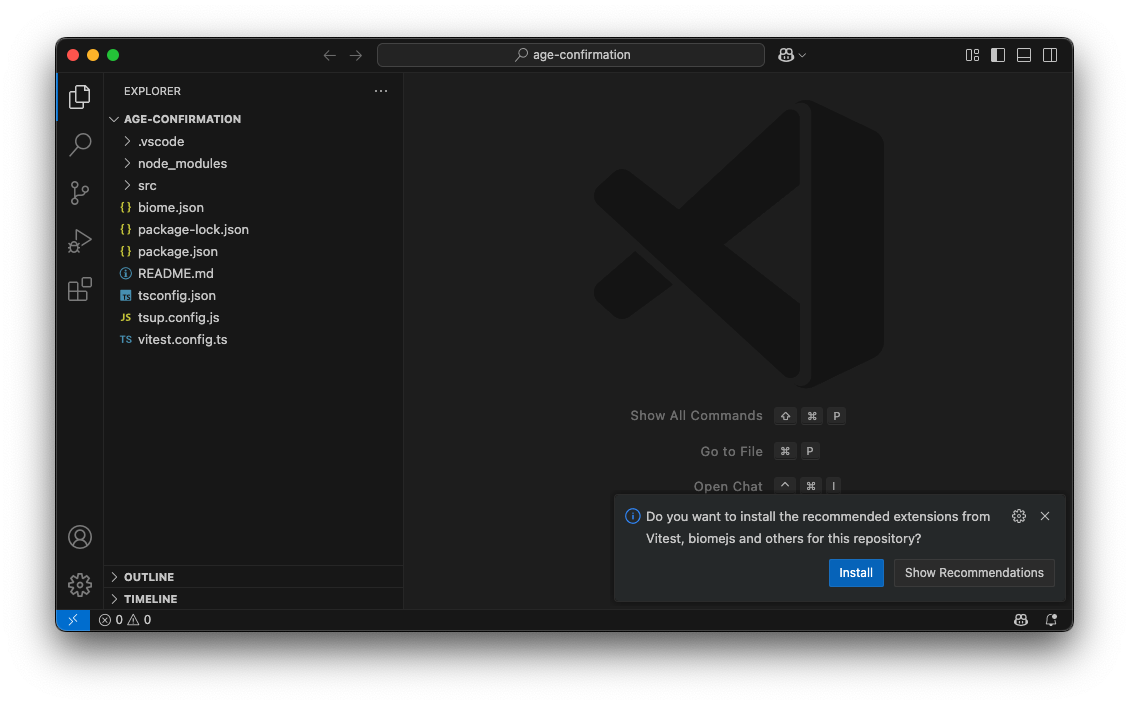 age-confirmation
EXPLORER
AGE-CONFIRMATION
.vscode
node_modules
src
{} biome.json
{} package-lock.json
{} package.json
README.md
TS tsconfig.json
JS tsup.config.js
TS vitest.config.ts
OUTLINE
TIMELINE
Show All Commands ⇧ ⌘ P
Go to File ⌘ P
Open Chat ^ ⌘ I
Do you want to install the recommended extensions from
Vitest, biomejs and others for this repository?
Install Show Recommendations
0 0